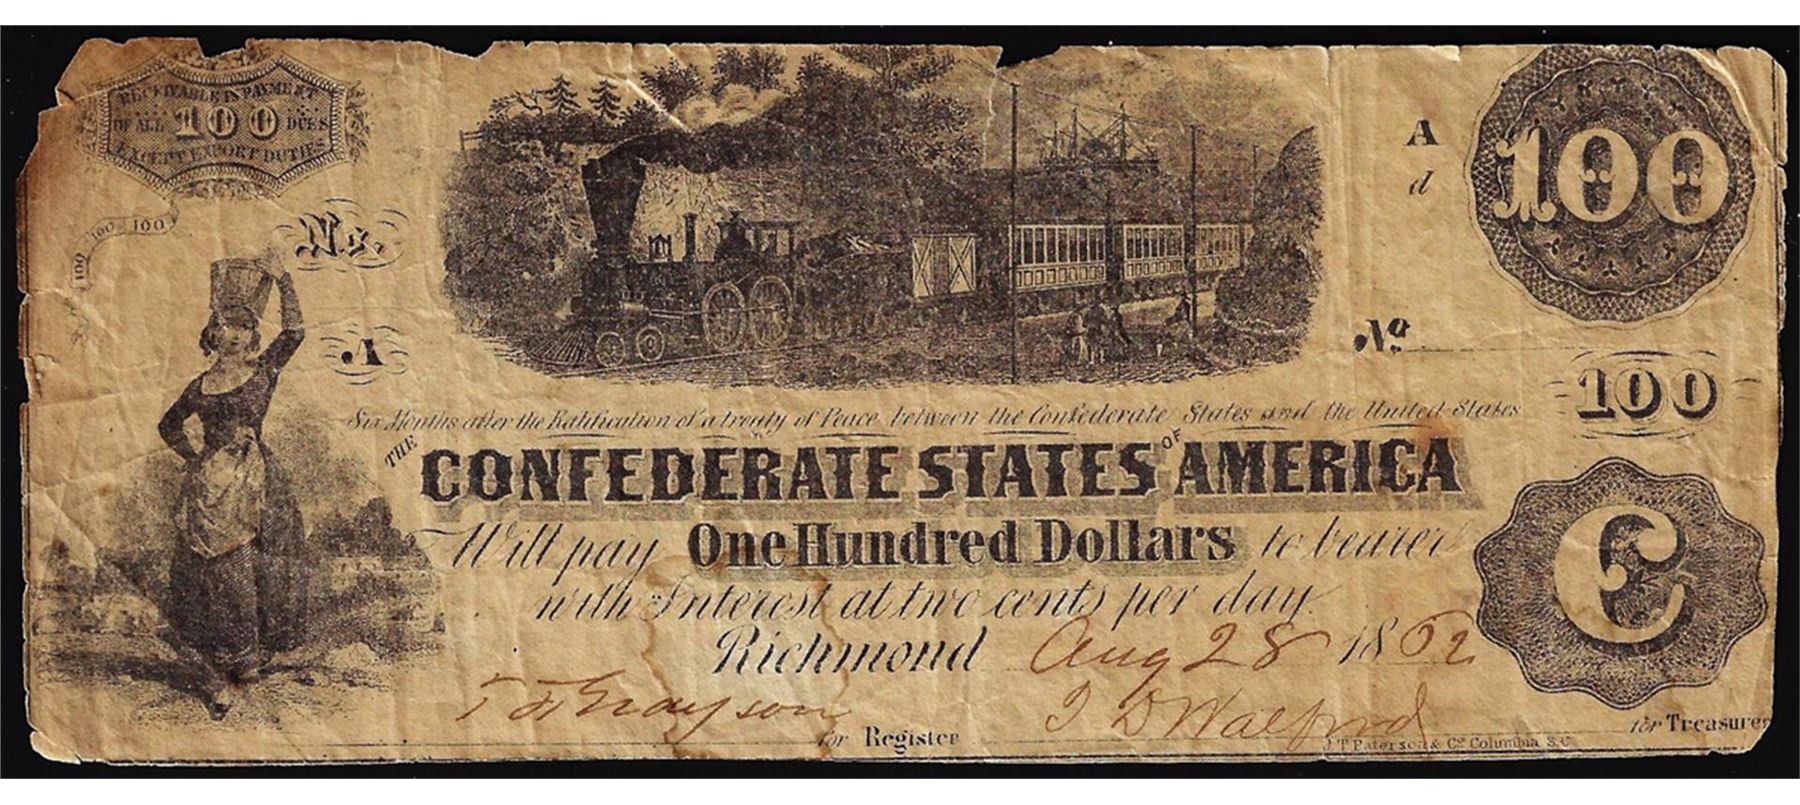 RECEIVABLE IN PAYMENT
OF ALL 100 DUES
EXCEPT EXPORT DUTIES
100 100 100
No.
A
A
d
100
No.
100
Six Months after the Ratification of a treaty of Peace between the Confederate States and the United States
THE CONFEDERATE STATES OF AMERICA
Will pay One Hundred Dollars to bearer
with Interest at two cents per day.
Richmond Aug 28 1862
C
Grayson
for Register
J D Walford
for Treasurer
J. T. Paterson & Co Columbia S.C